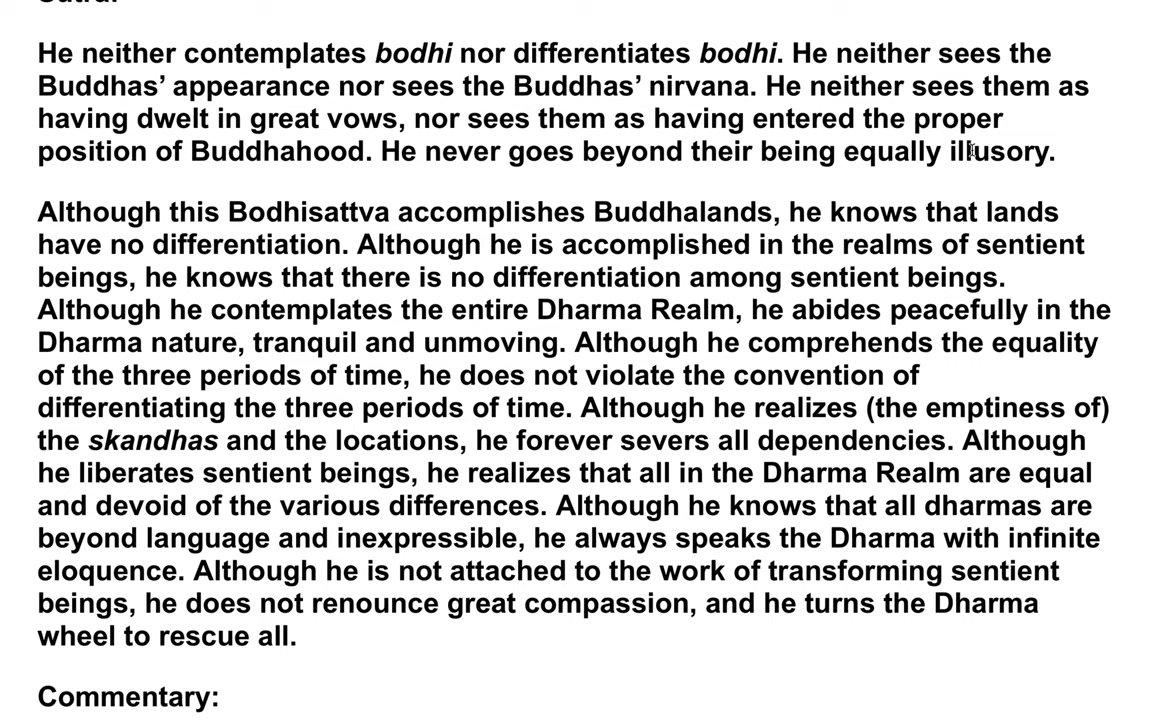 Sutra:
He neither contemplates bodhi nor differentiates bodhi. He neither sees the
Buddhas’ appearance nor sees the Buddhas’ nirvana. He neither sees them as
having dwelt in great vows, nor sees them as having entered the proper
position of Buddhahood. He never goes beyond their being equally illusory.
Although this Bodhisattva accomplishes Buddhalands, he knows that lands
have no differentiation. Although he is accomplished in the realms of sentient
beings, he knows that there is no differentiation among sentient beings.
Although he contemplates the entire Dharma Realm, he abides peacefully in the
Dharma nature, tranquil and unmoving. Although he comprehends the equality
of the three periods of time, he does not violate the convention of
differentiating the three periods of time. Although he realizes (the emptiness of)
the skandhas and the locations, he forever severs all dependencies. Although
he liberates sentient beings, he realizes that all in the Dharma Realm are equal
and devoid of the various differences. Although he knows that all dharmas are
beyond language and inexpressible, he always speaks the Dharma with infinite
eloquence. Although he is not attached to the work of transforming sentient
beings, he does not renounce great compassion, and he turns the Dharma
wheel to rescue all.
Commentary: